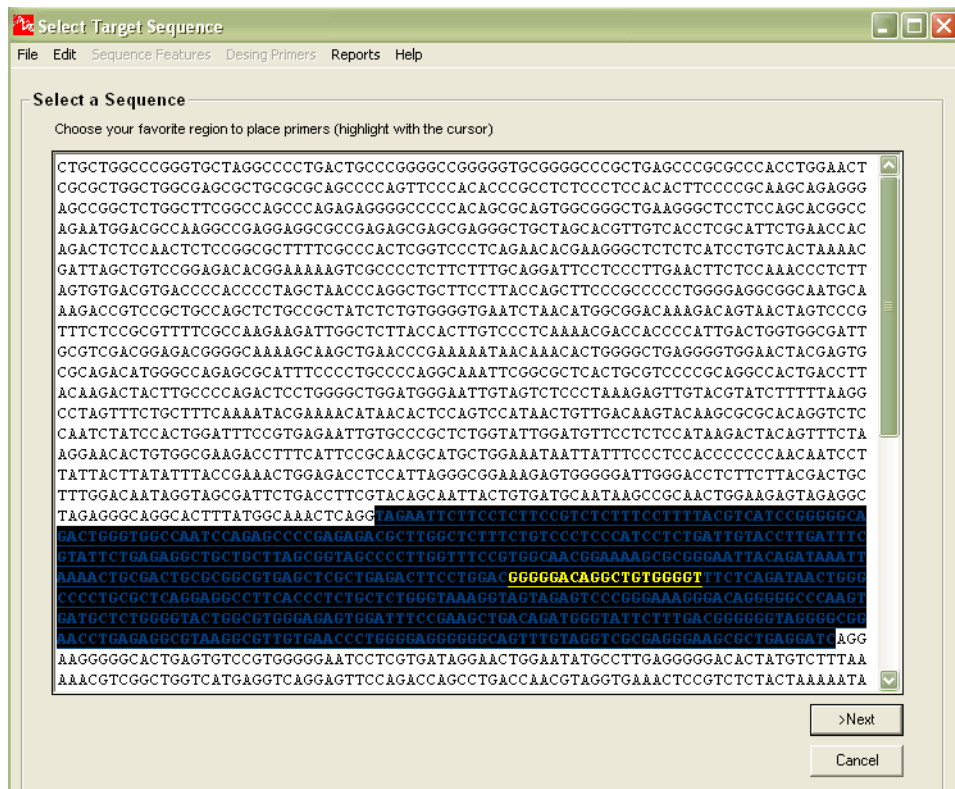 Select Target Sequence
File Edit Sequence Features Desing Primers Reports Help
Select a Sequence
Choose your favorite region to place primers (highlight with the cursor)
CTGCTGGCCCGGGTGCTAGGCCCCTGACTGCCCGGGGCCGGGGGTGCGGGGCCCGCTGAGCCCGCGCCCACCTGGAACT
CGCGCTGGCTGGCGAGCGCTGCGCGCAGCCCCAGTTCCCACACCCGCCTCTCCCTCCACACTTCCCCGCAAGCAGAGGG
AGCCGGCTCTGGCTTCGGCCAGCCCAGAGAGGGGCCCCCACAGCGCAGTGGCGGGCTGAAGGGCTCCTCCAGCACGGCC
AGAATGGACGCCAAGGCCGAGGAGGCGCCGAGAGCGAGCGAGGGCTGCTAGCACGTTGTCACCTCGCATTCTGAACCAC
AGACTCTCCAACTCTCCGGCGCTTTTCGCCCACTCGGTCCCTCAGAACACGAAGGGCTCTCTCATCCTGTCACTAAAAC
GATTAGCTGTCCGGAGACACGGAAAAAGTCGCCCCTCTTCTTTGCAGGATTCCTCCCTTGAACTTCTCCAAACCCTCTT
AGTGTGACGTGACCCCACCCCTAGCTAACCCAGGCTGCTTCCTTACCAGCTTCCCGCCCCCTGGGGAGGCGGCAATGCA
AAGACCGTCCGCTGCCAGCTCTGCCGCTATCTCTGTGGGGTGAATCTAACATGGCGGACAAAGACAGTAACTAGTCCCG
TTTCTCCGCGTTTTCGCCAAGAAGATTGGCTCTTACCACTTGTCCCTCAAAACGACCACCCCATTGACTGGTGGCGATT
GCGTCGACGGAGACGGGGCAAAAGCAAGCTGAACCCGAAAAATAACAAACACTGGGGCTGAGGGGTGGAACTACGAGTG
CGCAGACATGGGCCAGAGCGCATTTCCCCTGCCCCAGGCAAATTCGGCGCTCACTGCGTCCCCGCAGGCCACTGACCTT
ACAAGACTACTTGCCCCAGACTCCTGGGGCTGGATGGGAATTGTAGTCTCCCTAAAGAGTTGTACGTATCTTTTTAAGG
CCTAGTTTCTGCTTTCAAAATACGAAAACATAACACTCCAGTCCATAACTGTTGACAAGTACAAGCGCGCACAGGTCTC
CAATCTATCCACTGGATTTCCGTGAGAATTGTGCCCGCTCTGGTATTGGATGTTCCTCTCCATAAGACTACAGTTTCTA
AGGAACACTGTGGCGAAGACCTTTCATTCCGCAACGCATGCTGGAAATAATTATTTCCCTCCACCCCCCCAACAATCCT
TATTACTTATATTTACCGAAACTGGAGACCTCCATTAGGGCGGAAAGAGTGGGGGATTGGGACCTCTTCTTACGACTGC
TTTGGACAATAGGTAGCGATTCTGACCTTCGTACAGCAATTACTGTGATGCAATAAGCCGCAACTGGAAGAGTAGAGGC
TAGAGGGCAGGCACTTTATGGCAAACTCAGGTAGAATTCTTCCTCTTCCGTCTCTTTCCTTTTACGTCATCCGGGGGCA
GACTGGGTGGCCAATCCAGAGCCCCGAGAGACGCTTGGCTCTTTCTGTCCCTCCCATCCTCTGATTGTACCTTGATTTC
GTATTCTGAGAGGCTGCTGCTTAGCGGTAGCCCCTTGGTTTCCGTGGCAACGGAAAAGCGCGGGAATTACAGATAAATT
AAAACTGCGACTGCGCGGCGTGAGCTCGCTGAGACTTCCTGGACGGGGGACAGGCTGTGGGGTTTCTCAGATAACTGGG
CCCCTGCGCTCAGGAGGCCTTCACCCTCTGCTCTGGGTAAAGGTAGTAGAGTCCCGGGAAAGGGACAGGGGGCCCAAGT
GATGCTCTGGGGTACTGGCGTGGGAGAGTGGATTTCCGAAGCTGACAGATGGGTATTCTTTGACGGGGGGTAGGGGCGG
AACCTGAGAGGCGTAAGGCGTTGTGAACCCTGGGGAGGGGGGCAGTTTGTAGGTCGCGAGGGAAGCGCTGAGGATCAGG
AAGGGGGCACTGAGTGTCCGTGGGGGAATCCTCGTGATAGGAACTGGAATATGCCTTGAGGGGGACACTATGTCTTTAA
AAACGTCGGCTGGTCATGAGGTCAGGAGTTCCAGACCAGCCTGACCAACGTAGGTGAAACTCCGTCTCTACTAAAAATA
>Next
Cancel